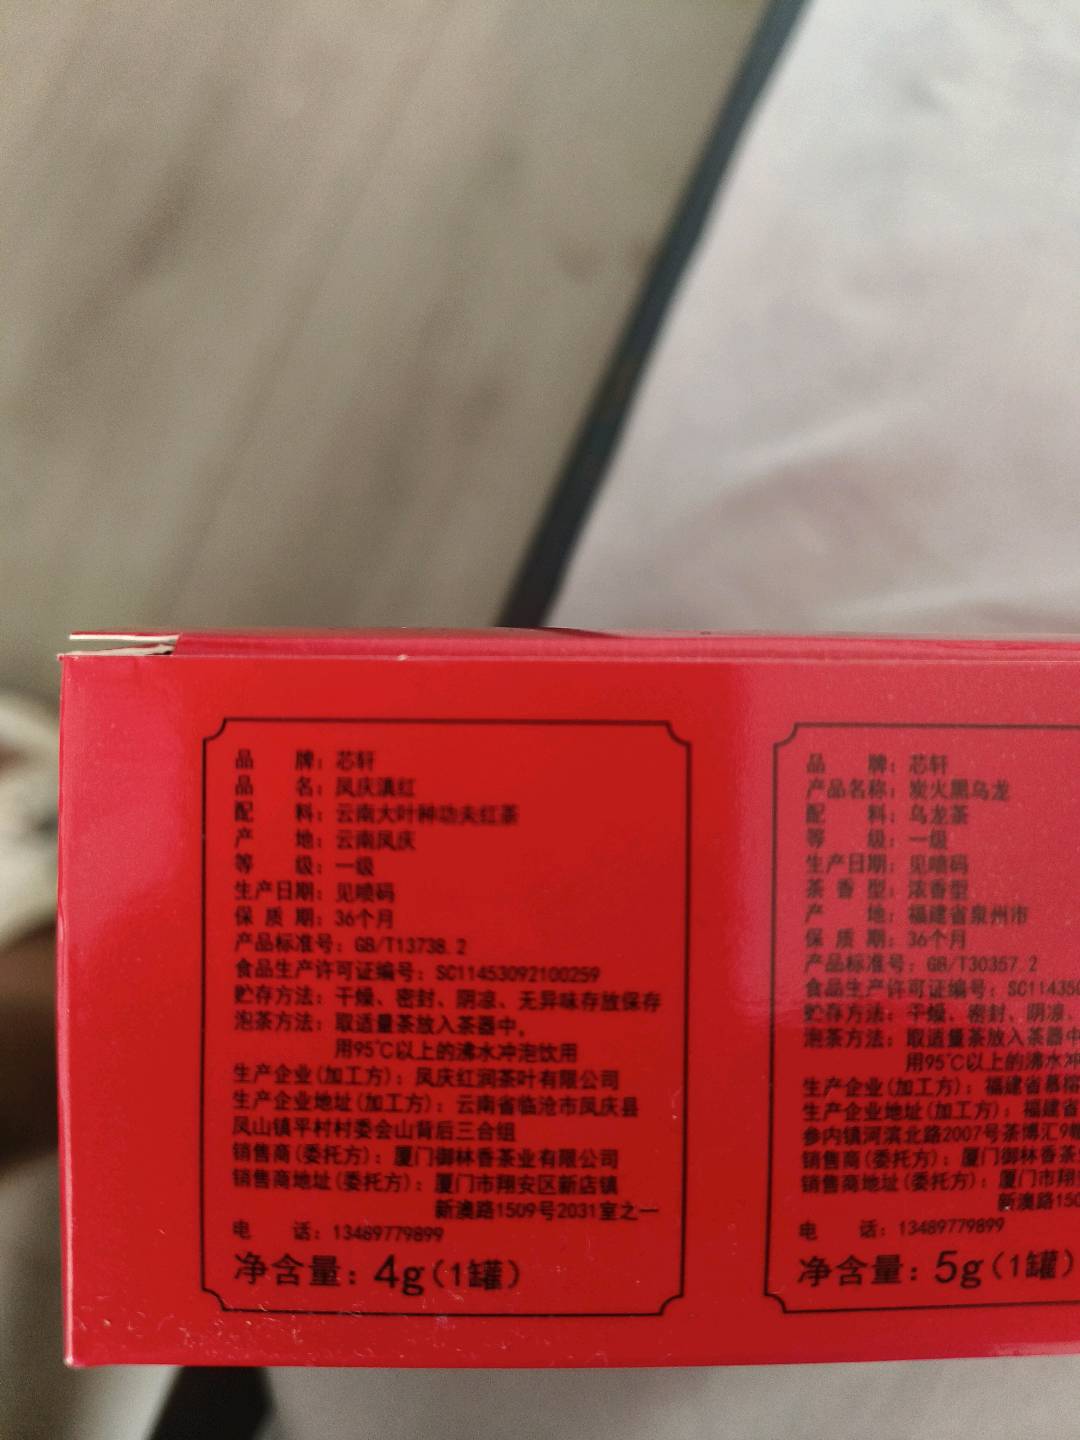 品 牌：芯轩
品 名：凤庆滇红
配 料：云南大叶种功夫红茶
产 地：云南凤庆
等 级：一级
生产日期：见喷码
保 质 期：36个月
产品标准号：GB/T13738.2
食品生产许可证编号：SC11453092100259
贮存方法：干燥、密封、阴凉、无异味存放保存
泡茶方法：取适量茶放入茶器中，
用95℃以上的沸水冲泡饮用
生产企业(加工方)：凤庆红润茶叶有限公司
生产企业地址(加工方)：云南省临沧市凤庆县
凤山镇平村村委会山背后三合组
销售商(委托方)：厦门御林香茶业有限公司
销售商地址(委托方)：厦门市翔安区新店镇
新澳路1509号2031室之一
电 话：13489779899
净含量：4g(1罐)
品 牌：芯轩
产品名称：炭火黑乌龙
配 料：乌龙茶
等 级：一级
生产日期：见喷码
茶 香 型：浓香型
产 地：福建省泉州市
保 质 期：36个月
产品标准号：GB/T30357.2
食品生产许可证编号：SC114350
贮存方法：干燥、密封、阴凉、
泡茶方法：取适量茶放入茶器中
用95℃以上的沸水冲
生产企业(加工方)：福建省慕
生产企业地址(加工方)：福建省
参内镇河滨北路2007号茶博汇9
销售商(委托方)：厦门御林香茶
销售商地址(委托方)：厦门市翔
新澳路150
电 话：13489779899
净含量：5g(1罐)